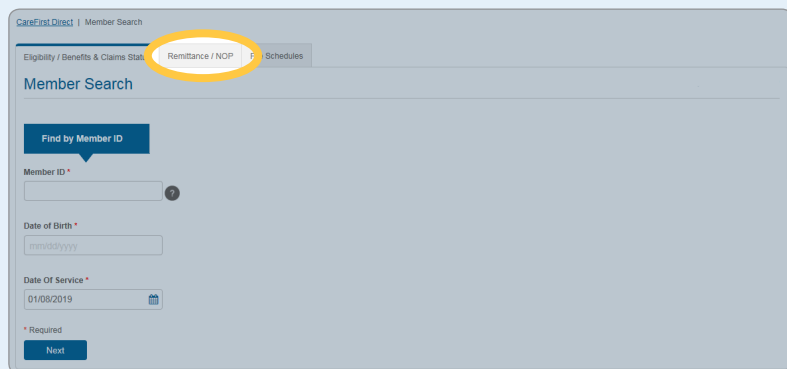 CareFirst Direct | Member Search
Eligibility / Benefits & Claims Status Remittance / NOP Schedules
Member Search
Find by Member ID
Member ID *
?
Date of Birth *
mm/dd/yyyy
Date Of Service *
01/08/2019
* Required
Next